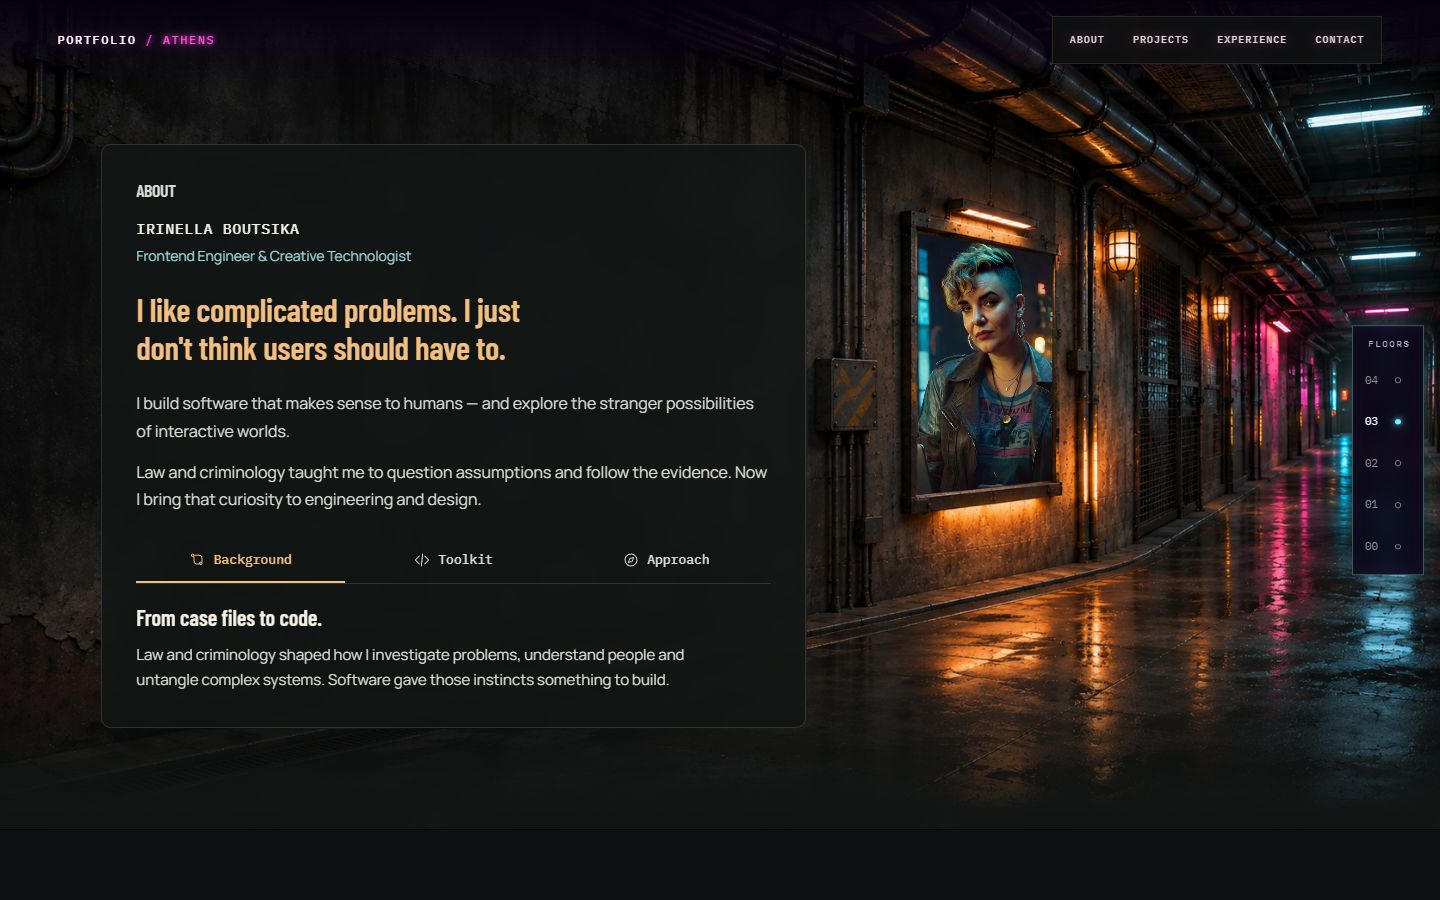 PORTFOLIO / ATHENS
ABOUT PROJECTS EXPERIENCE CONTACT
ABOUT
IRINELLA BOUTSIKA
Frontend Engineer & Creative Technologist
I like complicated problems. I just
don't think users should have to.
I build software that makes sense to humans — and explore the stranger possibilities
of interactive worlds.
Law and criminology taught me to question assumptions and follow the evidence. Now
I bring that curiosity to engineering and design.
Background Toolkit Approach
From case files to code.
Law and criminology shaped how I investigate problems, understand people and
untangle complex systems. Software gave those instincts something to build.
FLOORS
04
03
02
01
00